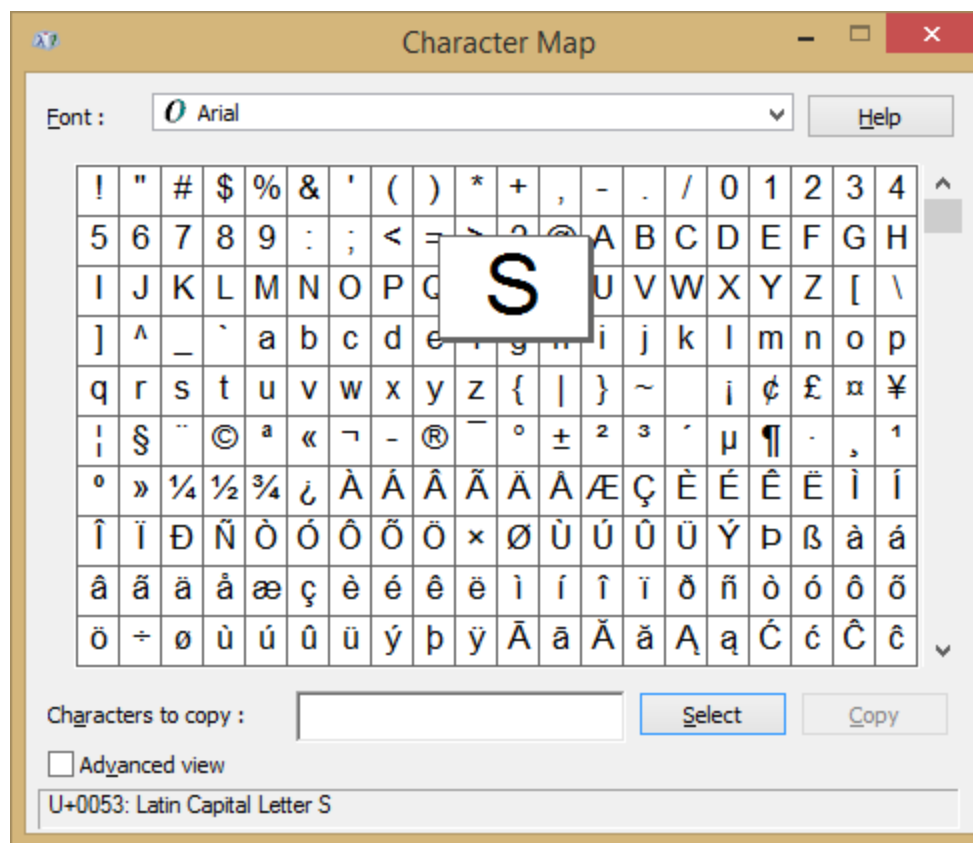 Character Map
Font : O Arial Help
! " # $ % & ' ( ) * + , - . / 0 1 2 3 4
5 6 7 8 9 : ; < = > ? @ A B C D E F G H
I J K L M N O P Q S U V W X Y Z [ \
] ^ _ ` a b c d e g h i j k l m n o p
q r s t u v w x y z { | } ~ ¡ ¢ £ ¤ ¥
¦ § ¨ © ª « ¬ - ® ¯ ° ± ² ³ ´ µ ¶ · ¸ ¹
º » ¼ ½ ¾ ¿ À Á Â Ã Ä Å Æ Ç È É Ê Ë Ì Í
Î Ï Ð Ñ Ò Ó Ô Õ Ö × Ø Ù Ú Û Ü Ý Þ ß à á
â ã ä å æ ç è é ê ë ì í î ï ð ñ ò ó ô õ
ö ÷ ø ù ú û ü ý þ ÿ Ā ā Ă ă Ą ą Ć ć Ĉ ĉ
Characters to copy : Select Copy
Advanced view
U+0053: Latin Capital Letter S